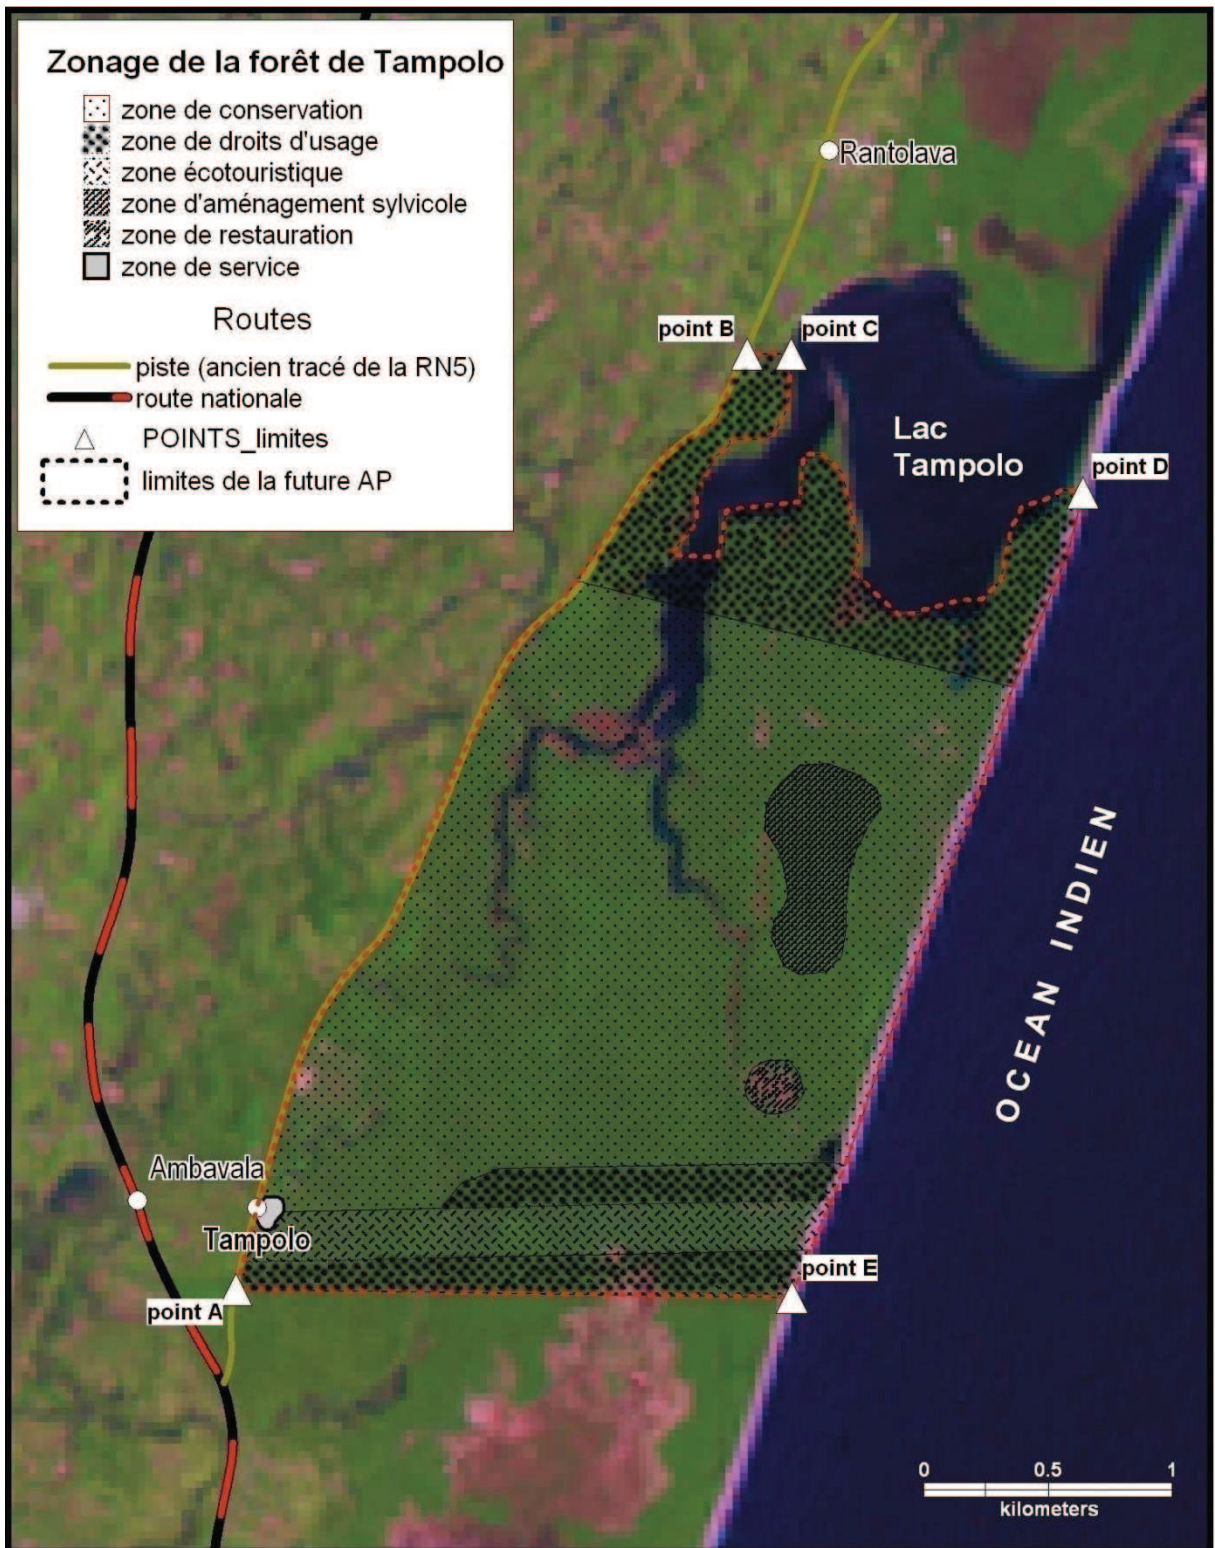 Zonage de la forêt de Tampolo
zone de conservation
zone de droits d'usage
zone écotouristique
zone d'aménagement sylvicole
zone de restauration
zone de service
Routes
piste (ancien tracé de la RN5)
route nationale
POINTS_limites
limites de la future AP
Rantolava
point B
point C
Lac
Tampolo
point D
OCEAN INDIEN
Ambavala
Tampolo
point E
point A
0 0.5 1
kilometers